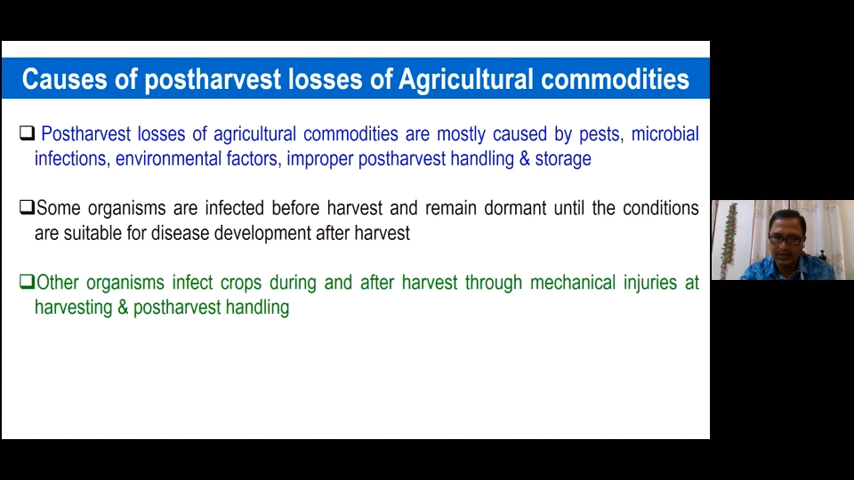 Causes of postharvest losses of Agricultural commodities
Postharvest losses of agricultural commodities are mostly caused by pests, microbial
infections, environmental factors, improper postharvest handling & storage
Some organisms are infected before harvest and remain dormant until the conditions
are suitable for disease development after harvest
Other organisms infect crops during and after harvest through mechanical injuries at
harvesting & postharvest handling